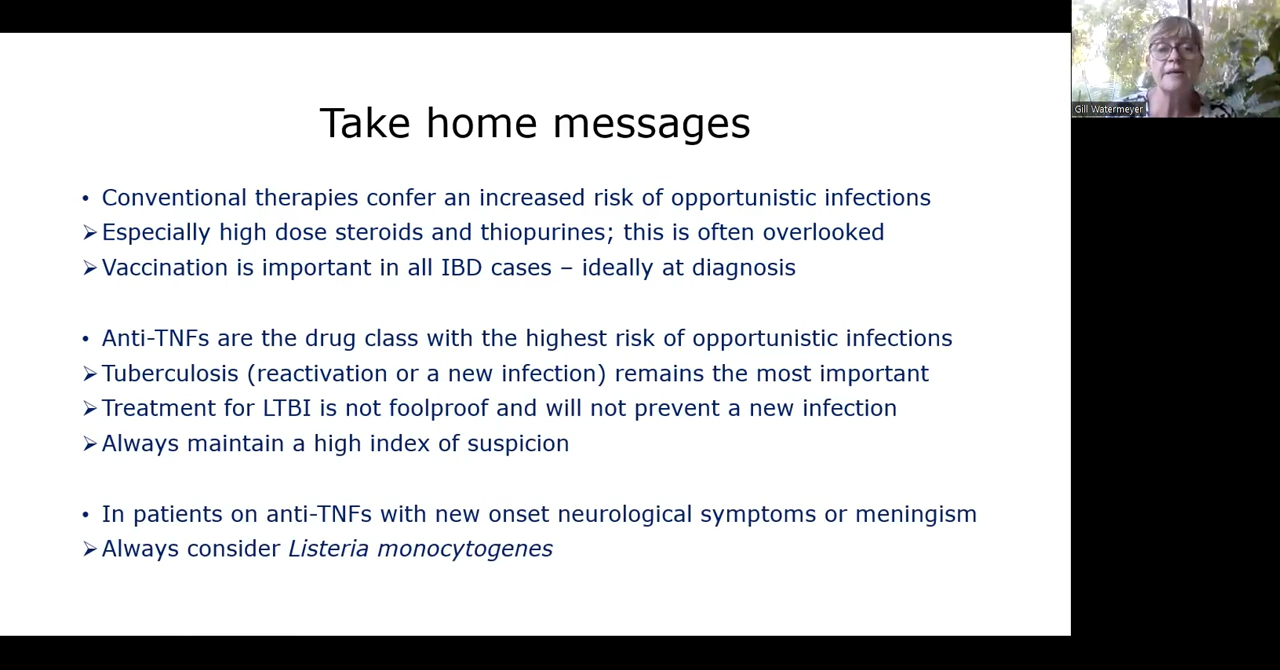 Take home messages
• Conventional therapies confer an increased risk of opportunistic infections
➢ Especially high dose steroids and thiopurines; this is often overlooked
➢ Vaccination is important in all IBD cases – ideally at diagnosis
• Anti-TNFs are the drug class with the highest risk of opportunistic infections
➢ Tuberculosis (reactivation or a new infection) remains the most important
➢ Treatment for LTBI is not foolproof and will not prevent a new infection
➢ Always maintain a high index of suspicion
• In patients on anti-TNFs with new onset neurological symptoms or meningism
➢ Always consider Listeria monocytogenes
Gill Watermeyer